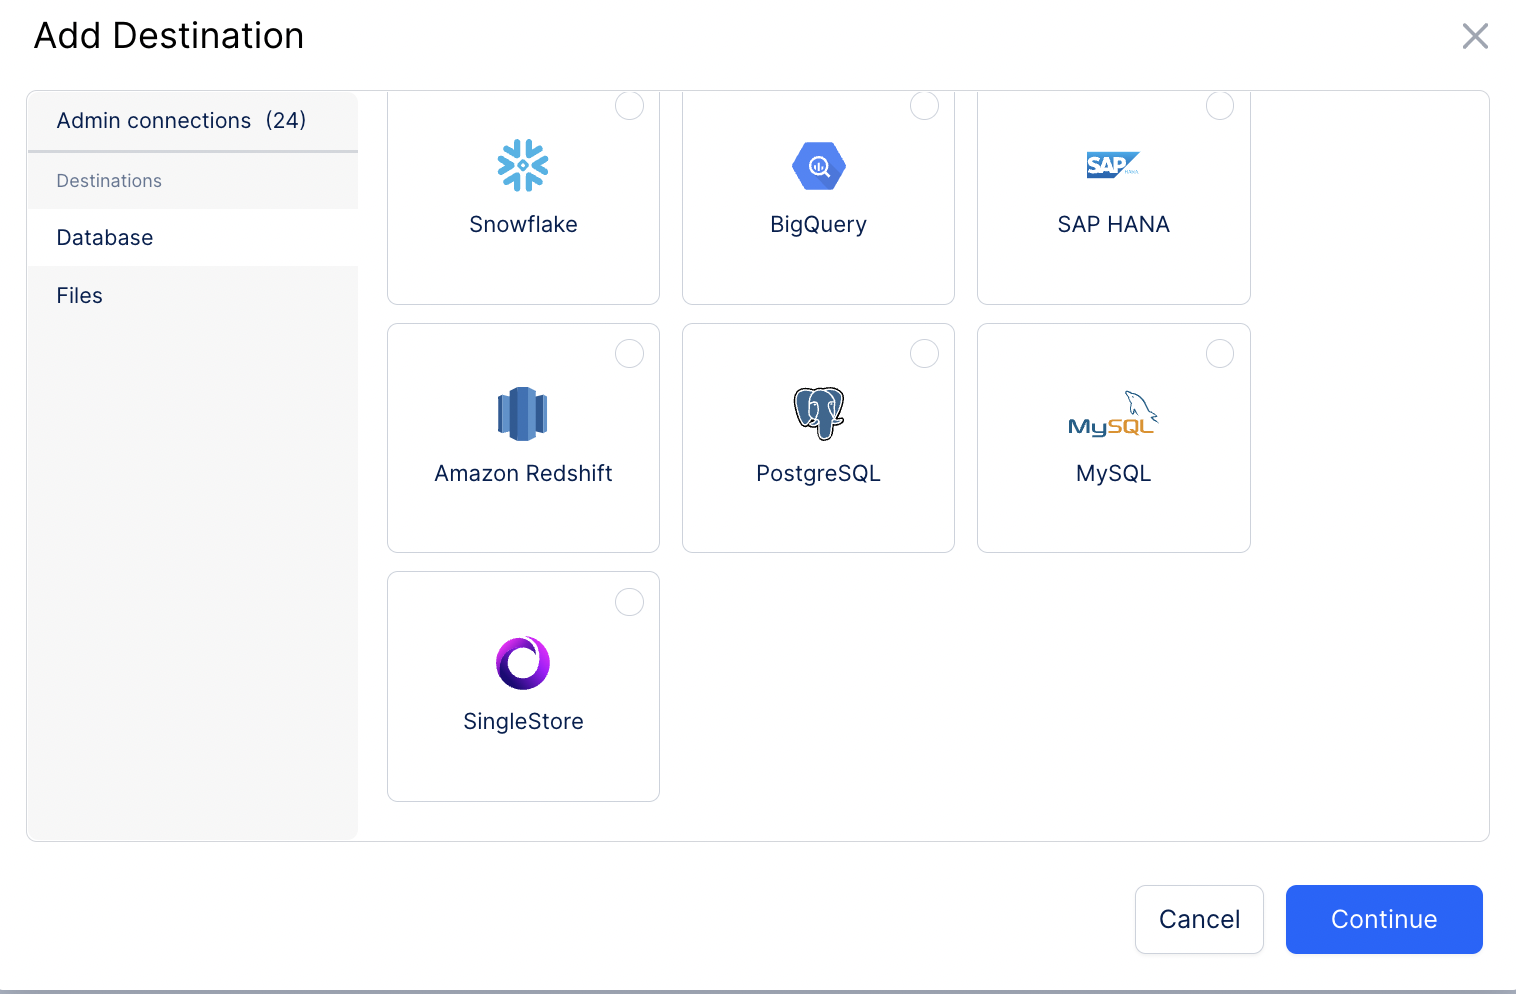 Add Destination
Admin connections (24)
Destinations
Database
Files
Snowflake
BigQuery
SAP
SAP HANA
Amazon Redshift
PostgreSQL
MySQL
MySQL
SingleStore
Cancel
Continue